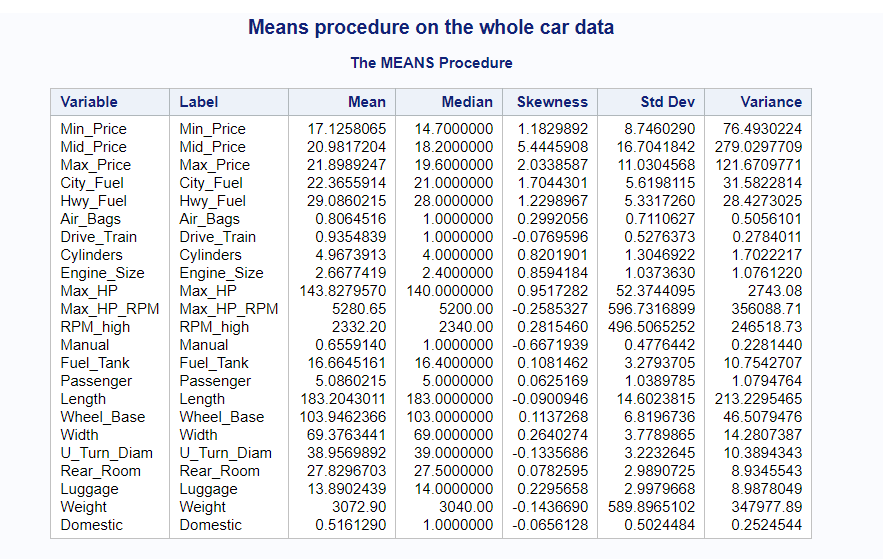 Means procedure on the whole car data
The MEANS Procedure
Variable Label Mean Median Skewness Std Dev Variance
Min_Price Min_Price 17.1258065 14.7000000 1.1829892 8.7460290 76.4930224
Mid_Price Mid_Price 20.9817204 18.2000000 5.4445908 16.7041842 279.0297709
Max_Price Max_Price 21.8989247 19.6000000 2.0338587 11.0304568 121.6709771
City_Fuel City_Fuel 22.3655914 21.0000000 1.7044301 5.6198115 31.5822814
Hwy_Fuel Hwy_Fuel 29.0860215 28.0000000 1.2298967 5.3317260 28.4273025
Air_Bags Air_Bags 0.8064516 1.0000000 0.2992056 0.7110627 0.5056101
Drive_Train Drive_Train 0.9354839 1.0000000 -0.0769596 0.5276373 0.2784011
Cylinders Cylinders 4.9673913 4.0000000 0.8201901 1.3046922 1.7022217
Engine_Size Engine_Size 2.6677419 2.4000000 0.8594184 1.0373630 1.0761220
Max_HP Max_HP 143.8279570 140.0000000 0.9517282 52.3744095 2743.08
Max_HP_RPM Max_HP_RPM 5280.65 5200.00 -0.2585327 596.7316899 356088.71
RPM_high RPM_high 2332.20 2340.00 0.2815460 496.5065252 246518.73
Manual Manual 0.6559140 1.0000000 -0.6671939 0.4776442 0.2281440
Fuel_Tank Fuel_Tank 16.6645161 16.4000000 0.1081462 3.2793705 10.7542707
Passenger Passenger 5.0860215 5.0000000 0.0625169 1.0389785 1.0794764
Length Length 183.2043011 183.0000000 -0.0900946 14.6023815 213.2295465
Wheel_Base Wheel_Base 103.9462366 103.0000000 0.1137268 6.8196736 46.5079476
Width Width 69.3763441 69.0000000 0.2640274 3.7789865 14.2807387
U_Turn_Diam U_Turn_Diam 38.9569892 39.0000000 -0.1335686 3.2232645 10.3894343
Rear_Room Rear_Room 27.8296703 27.5000000 0.0782595 2.9890725 8.9345543
Luggage Luggage 13.8902439 14.0000000 0.2295658 2.9979668 8.9878049
Weight Weight 3072.90 3040.00 -0.1436690 589.8965102 347977.89
Domestic Domestic 0.5161290 1.0000000 -0.0656128 0.5024484 0.2524544